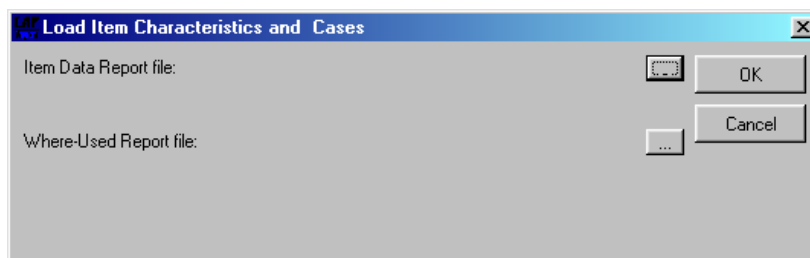 Load Item Characteristics and  Cases
Item Data Report file:
...
OK
Cancel
Where-Used Report file:
...